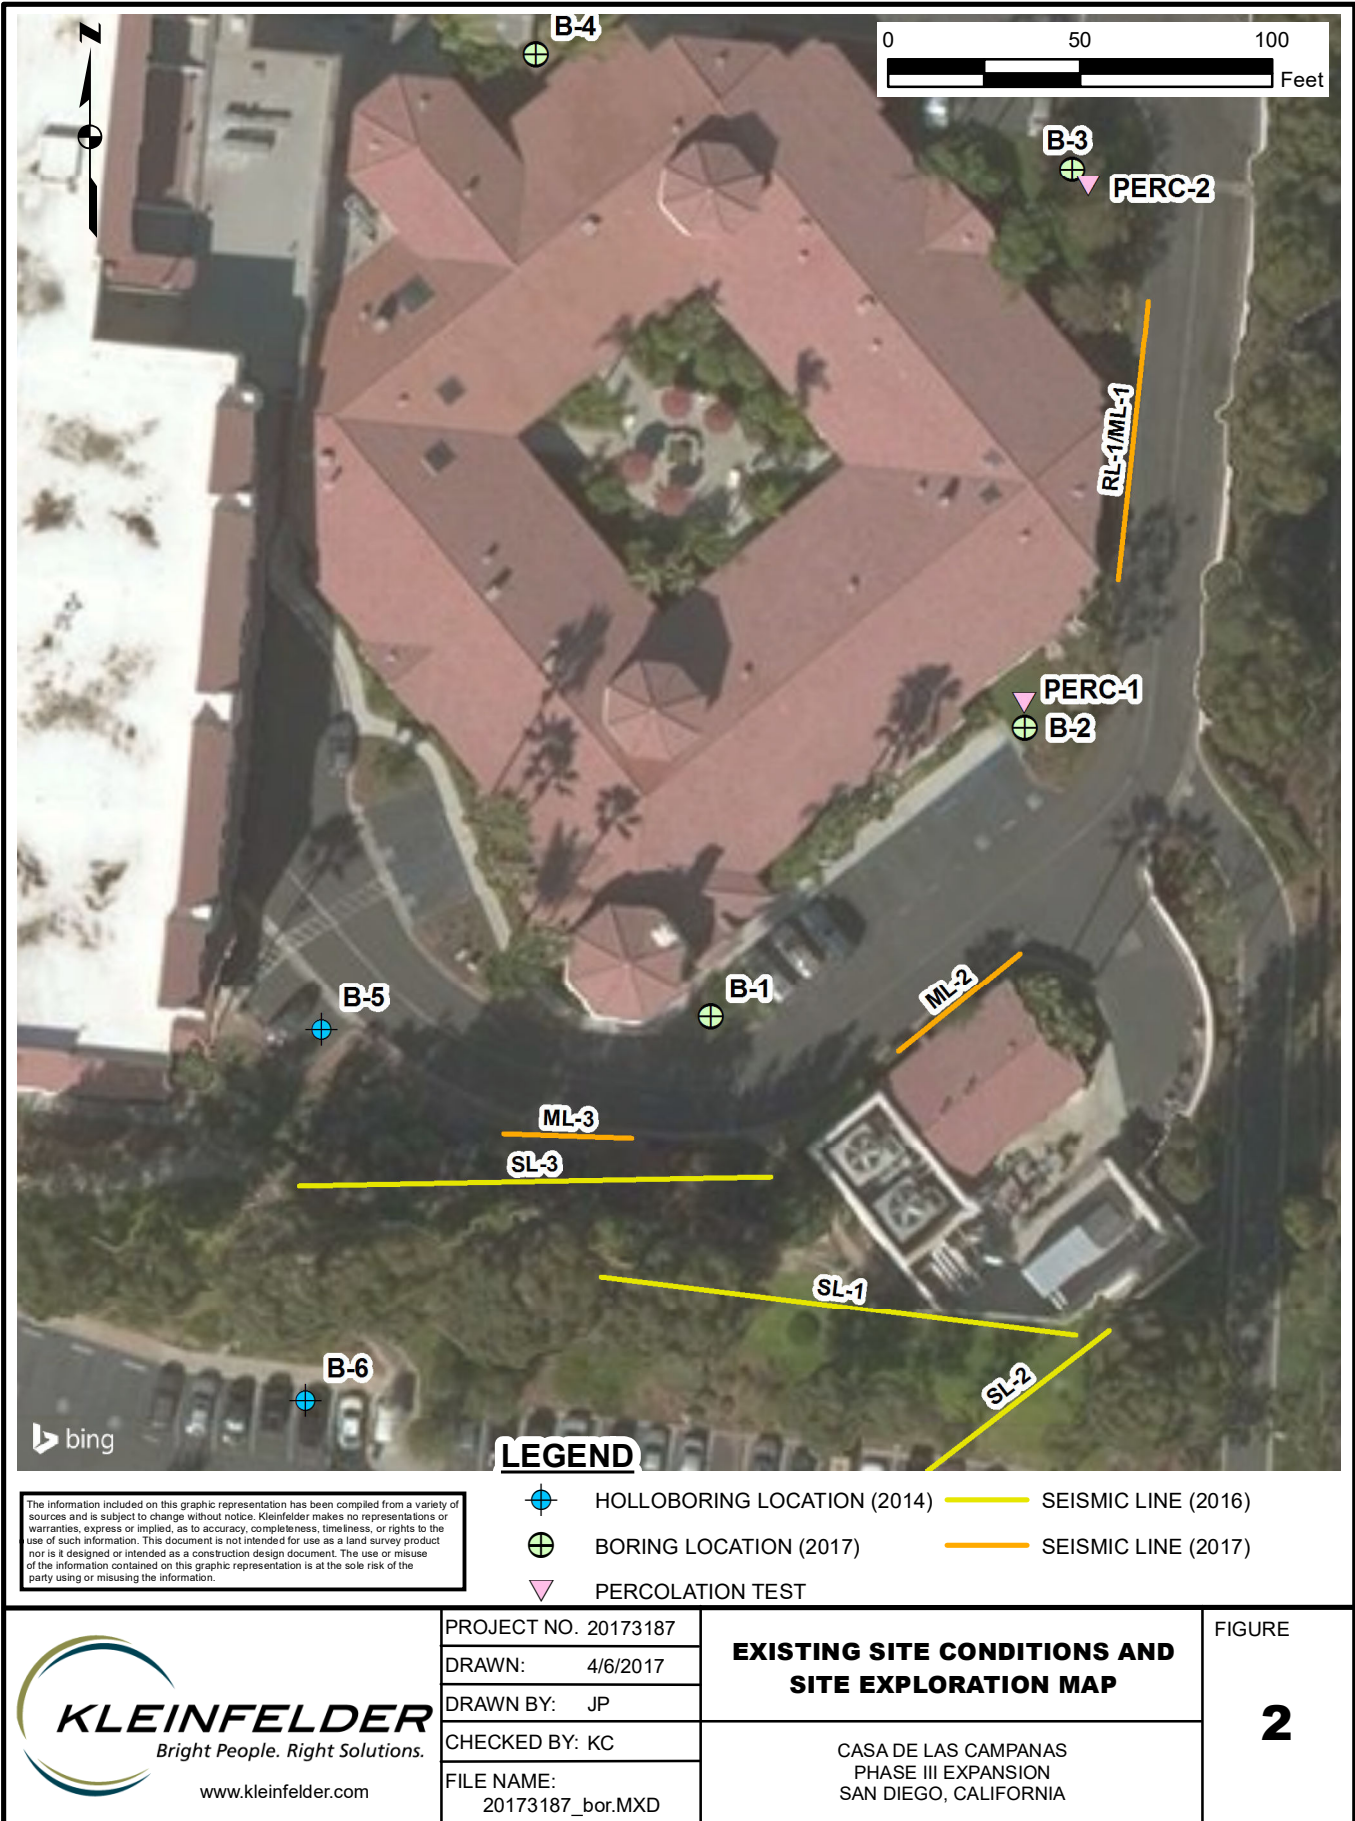 Z
B-4
0 50 100
Feet
B-3
PERC-2
RL-1/ML-1
PERC-1
B-2
ML-2
B-1
B-5
ML-3
SL-3
SL-1
SL-2
B-6
bing
LEGEND
HOLLOBORING LOCATION (2014)
SEISMIC LINE (2016)
BORING LOCATION (2017)
SEISMIC LINE (2017)
PERCOLATION TEST
The information included on this graphic representation has been compiled from a variety of
sources and is subject to change without notice. Kleinfelder makes no representations or
warranties, express or implied, as to accuracy, completeness, timeliness, or rights to the
use of such information. This document is not intended for use as a land survey product
nor is it designed or intended as a construction design document. The use or misuse
of the information contained on this graphic representation is at the sole risk of the
party using or misusing the information.
KLEINFELDER
Bright People. Right Solutions.
www.kleinfelder.com
PROJECT NO. 20173187
DRAWN: 4/6/2017
DRAWN BY: JP
CHECKED BY: KC
FILE NAME:
20173187_bor.MXD
EXISTING SITE CONDITIONS AND
SITE EXPLORATION MAP
CASA DE LAS CAMPANAS
PHASE III EXPANSION
SAN DIEGO, CALIFORNIA
FIGURE
2